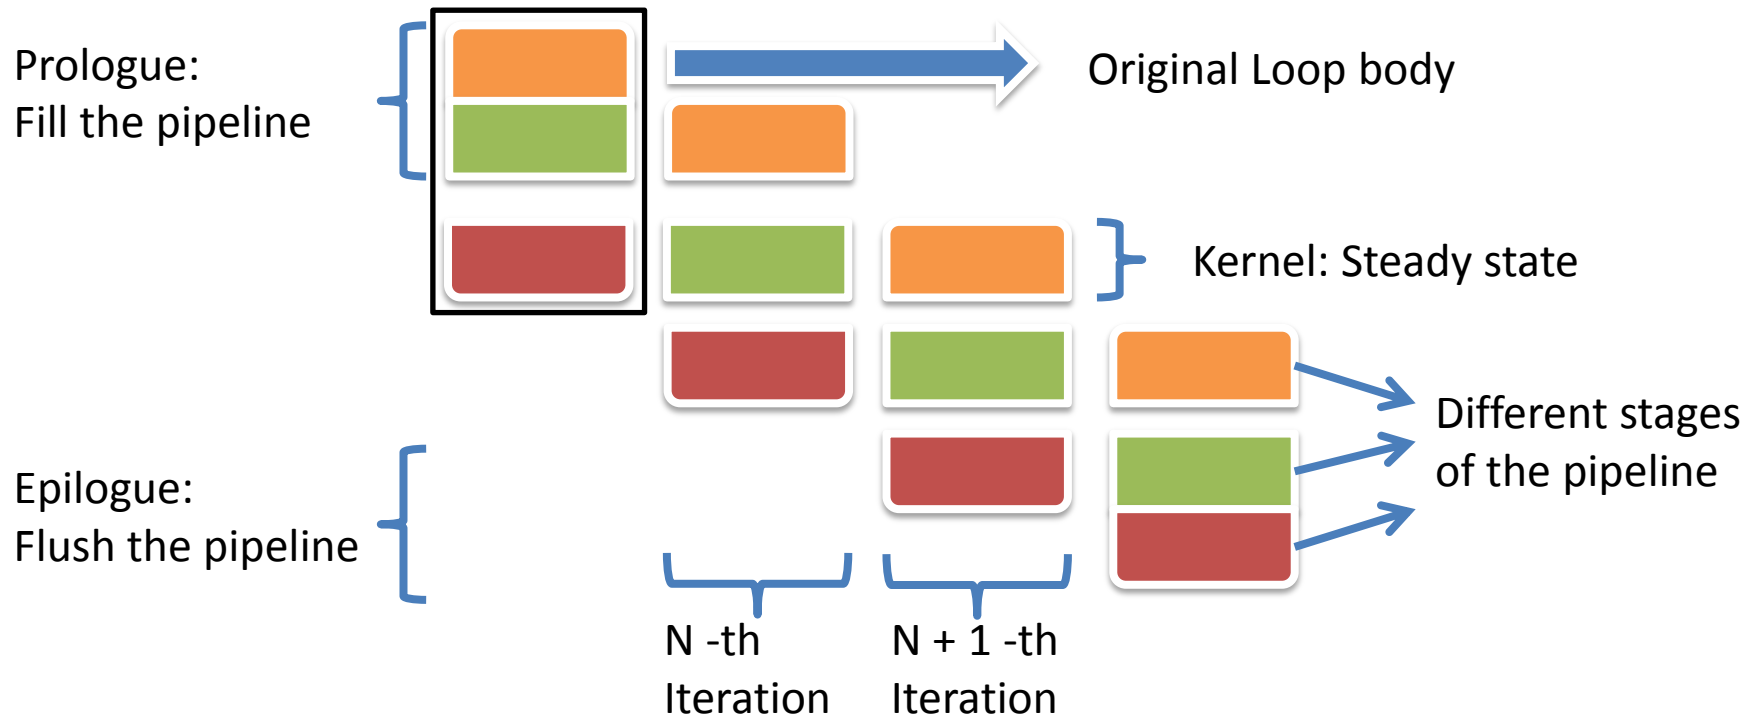 Prologue:
Fill the pipeline
Original Loop body
Kernel: Steady state
Different stages
of the pipeline
Epilogue:
Flush the pipeline
N -th
Iteration
N + 1 -th
Iteration